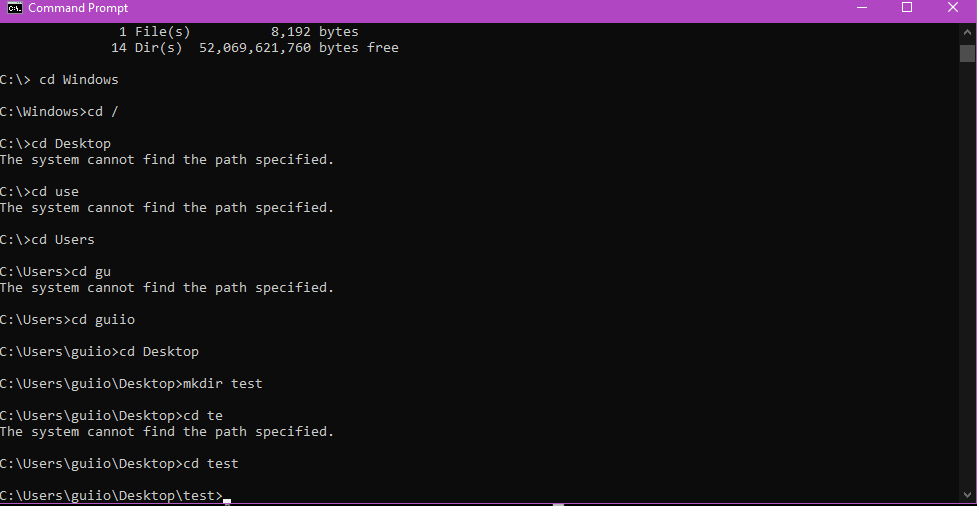 Command Prompt
1 File(s) 8,192 bytes
14 Dir(s) 52,069,621,760 bytes free
C:\> cd Windows
C:\Windows>cd /
C:\>cd Desktop
The system cannot find the path specified.
C:\>cd use
The system cannot find the path specified.
C:\>cd Users
C:\Users>cd gu
The system cannot find the path specified.
C:\Users>cd guiio
C:\Users\guiio>cd Desktop
C:\Users\guiio\Desktop>mkdir test
C:\Users\guiio\Desktop>cd te
The system cannot find the path specified.
C:\Users\guiio\Desktop>cd test
C:\Users\guiio\Desktop\test>